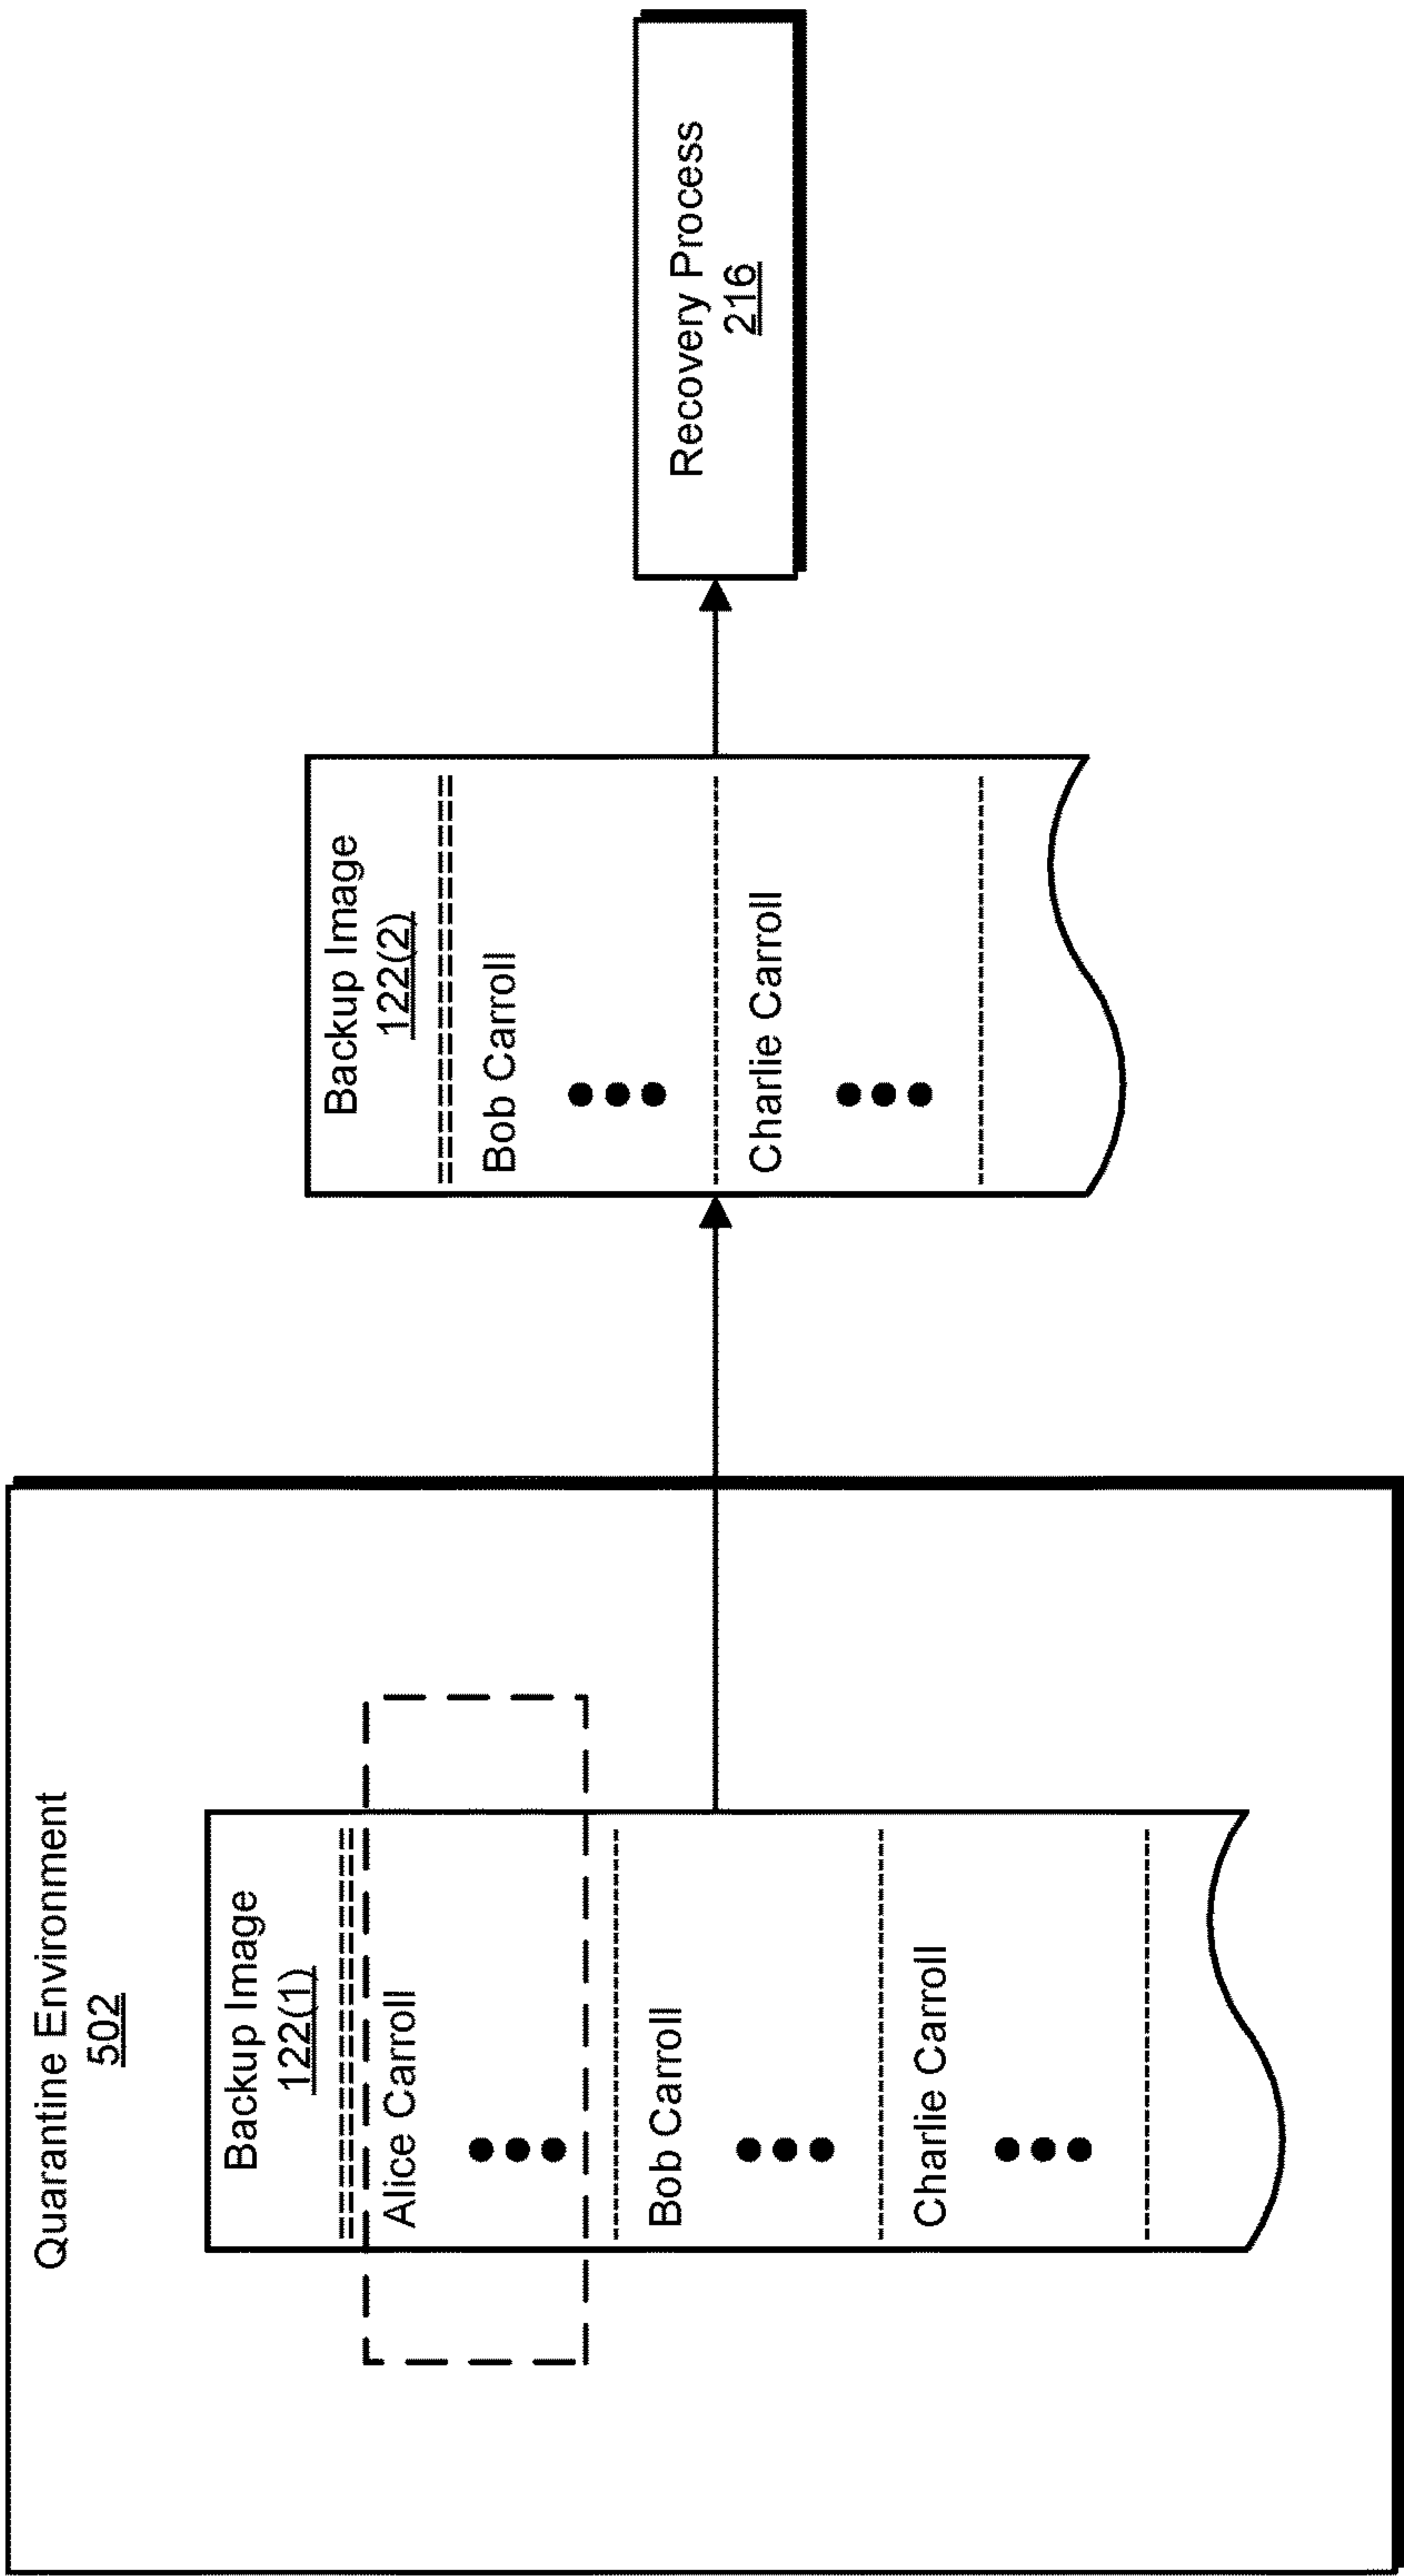 Quarantine Environment
502
Backup Image
122(1)
Alice Carroll
Bob Carroll
Charlie Carroll
Backup Image
122(2)
Bob Carroll
Charlie Carroll
Recovery Process
216